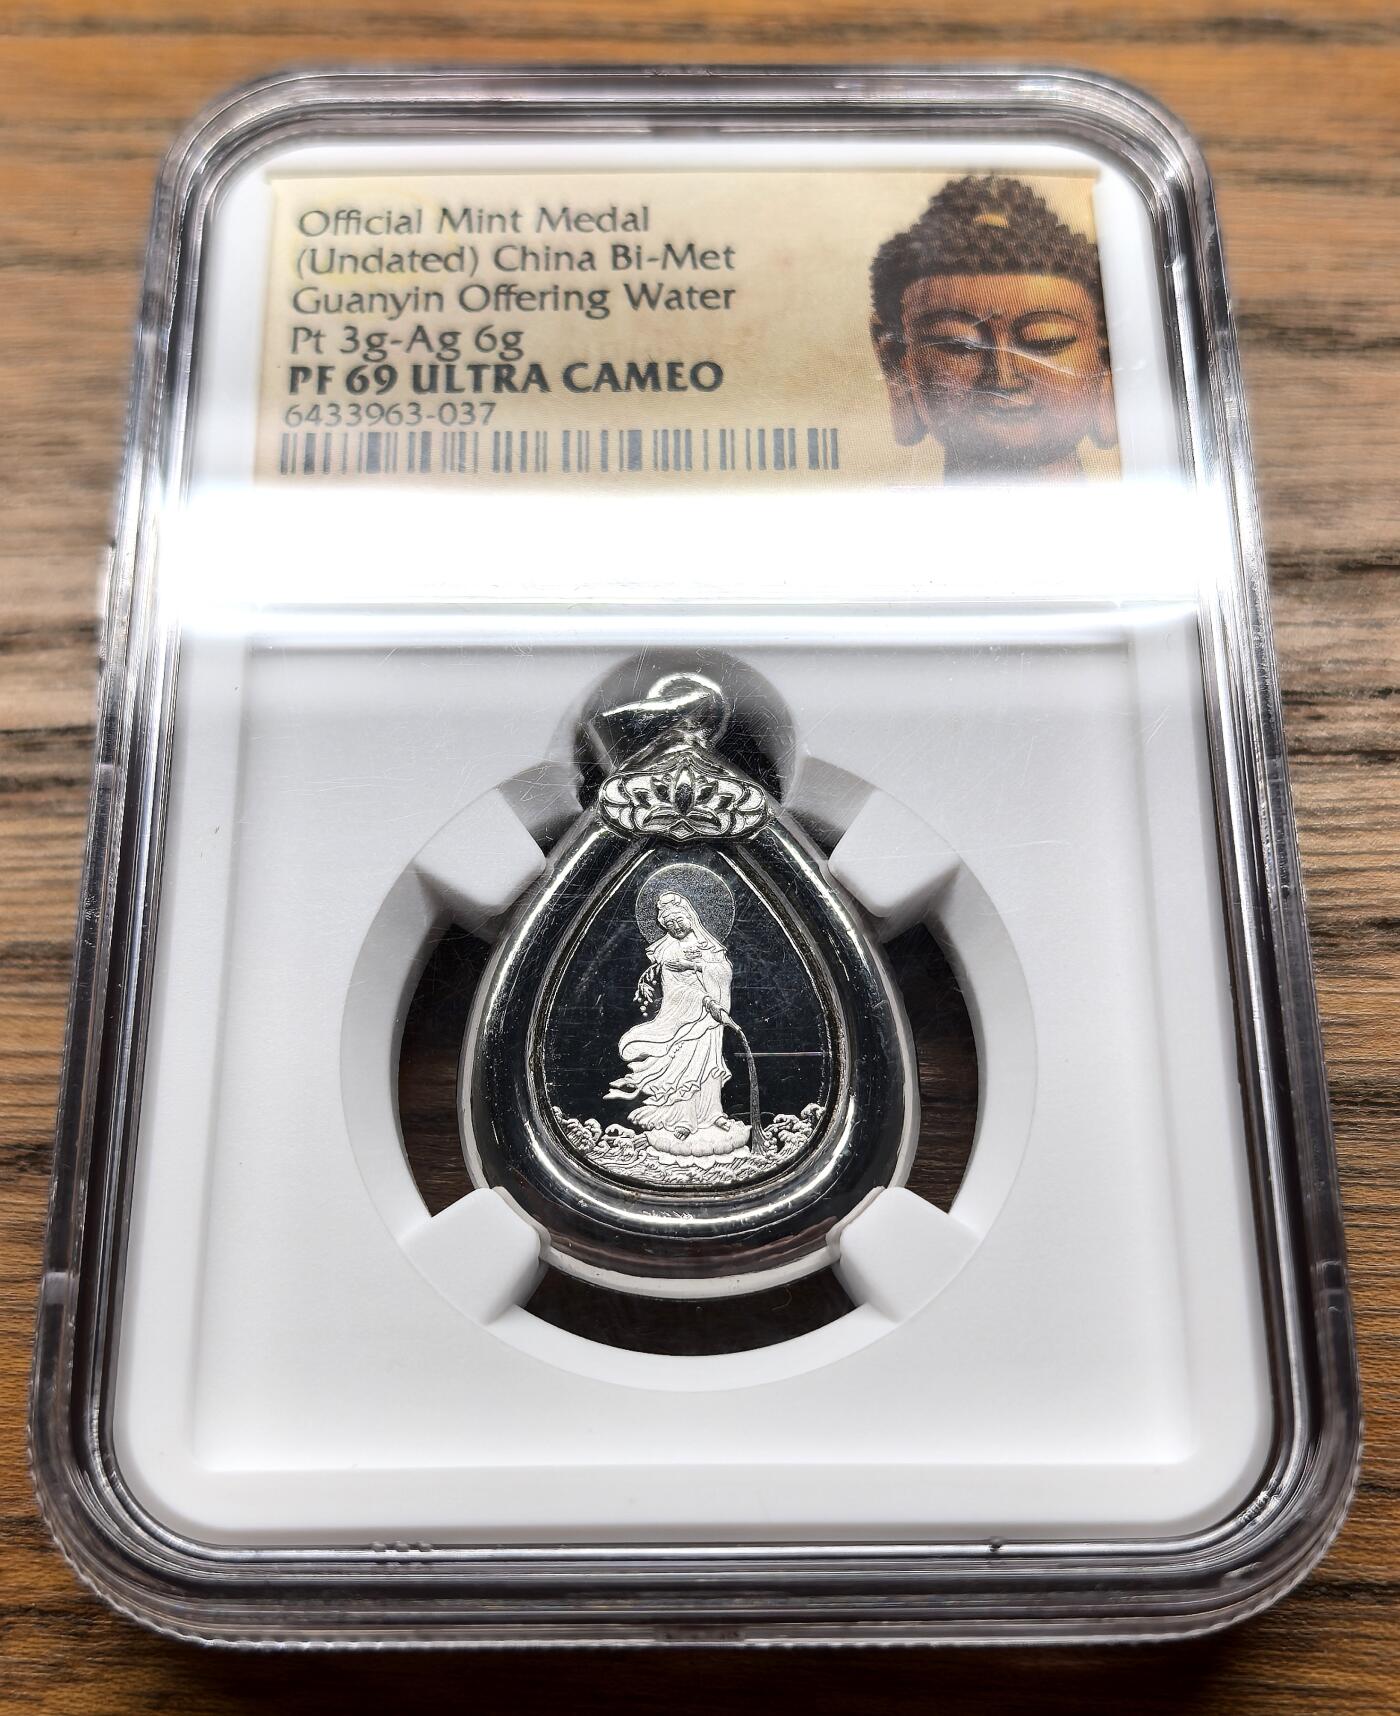 Official Mint Medal
(Undated) China Bi-Met
Guanyin Offering Water
Pt 3g-Ag 6g
PF 69 ULTRA CAMEO
6433963-037